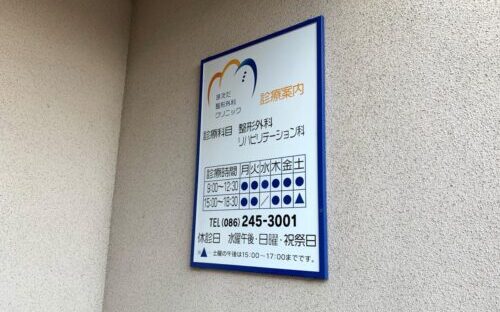 整形外科
クリニック
診療案内
診療科目 整形外科
リハビリテーション科
診療時間 月 火 水 木 金 土
9:00〜12:30 ● ● ● ● ● ●
15:00〜18:30 ● ● ／ ● ● ▲
TEL(086)245-3001
休診日 水曜午後・日曜・祝祭日
▲ 土曜の午後は15:00〜17:00までです。